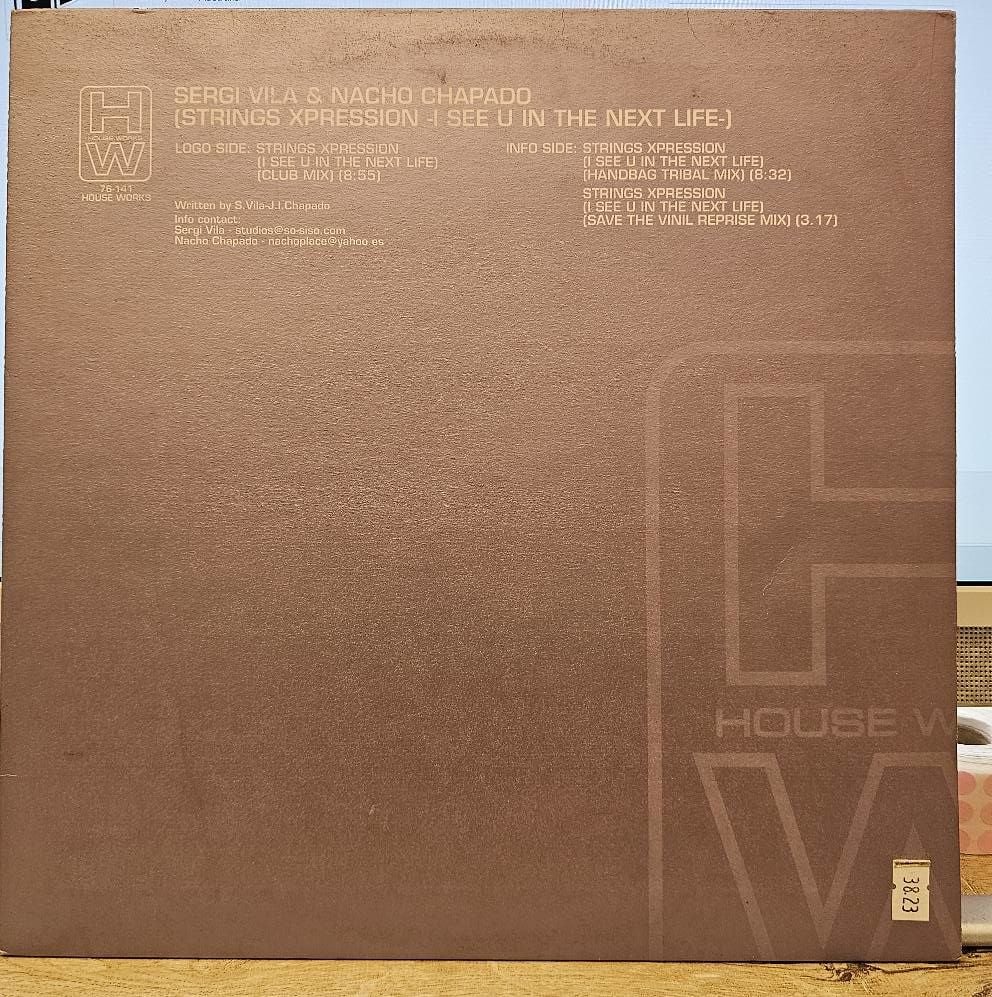 H
HOUSE WORKS
W
76-141
HOUSE WORKS
SERGI VILA & NACHO CHAPADO
(STRINGS XPRESSION -I SEE U IN THE NEXT LIFE-)
LOGO SIDE: STRINGS XPRESSION
(I SEE U IN THE NEXT LIFE)
(CLUB MIX) (8:55)
Written by S.Vila-J.I.Chapado
Info contact:
Sergi Vila - studios@so-siso.com
Nacho Chapado - nachoplace@yahoo.es
INFO SIDE: STRINGS XPRESSION
(I SEE U IN THE NEXT LIFE)
(HANDBAG TRIBAL MIX) (8:32)
STRINGS XPRESSION
(I SEE U IN THE NEXT LIFE)
(SAVE THE VINIL REPRISE MIX) (3.17)
H
HOUSE W
W
3823